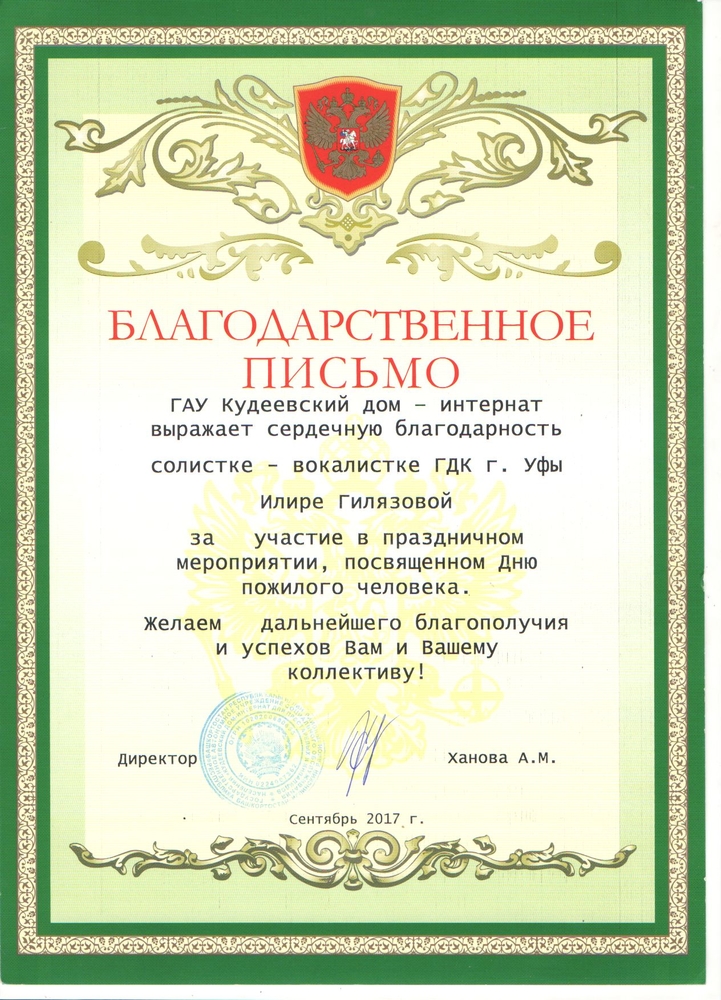 БЛАГОДАРСТВЕННОЕ
ПИСЬМО
ГАУ Кудеевский дом – интернат
выражает сердечную благодарность
солистке – вокалистке ГДК г. Уфы
Илире Гилязовой
за участие в праздничном
мероприятии, посвященном Дню
пожилого человека.
Желаем дальнейшего благополучия
и успехов Вам и Вашему
коллективу!
Директор Ханова А.М.
Сентябрь 2017 г.